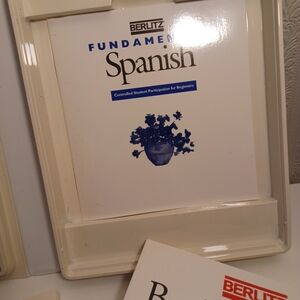 BERLITZ
FUNDAMEN
Spanish
Controlled Student Participation for Beginners
BERLITZ
B